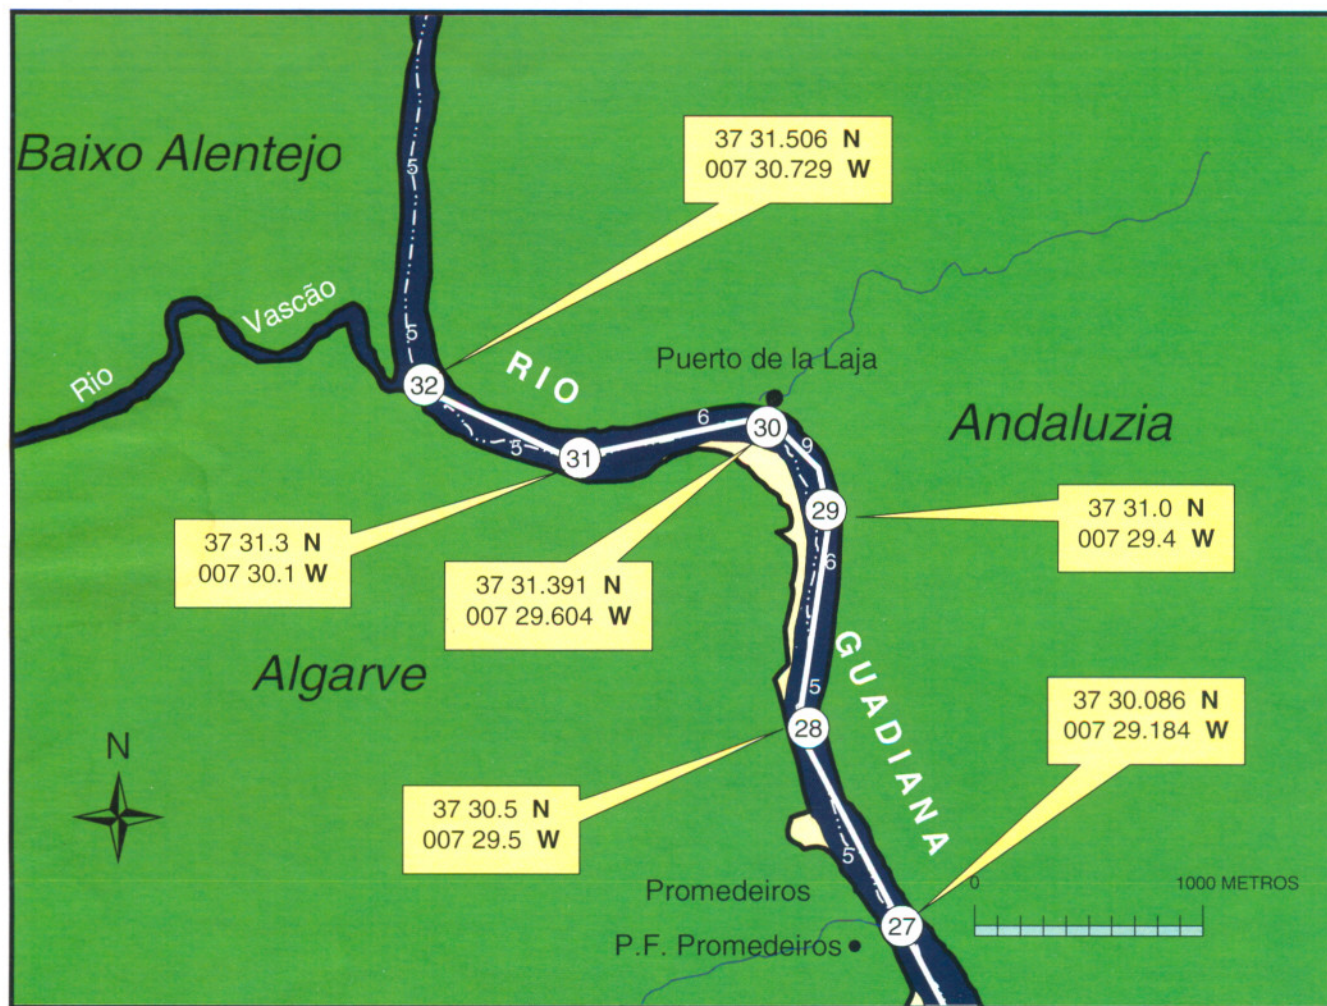 5
Baixo Alentejo
37 31.506 N
007 30.729 W
Rio
Vascão
5
32
RIO
Puerto de la Laja
6
30
9
Andaluzia
5
31
29
37 31.0 N
007 29.4 W
37 31.3 N
007 30.1 W
37 31.391 N
007 29.604 W
6
Algarve
5
GUADIANA
37 30.086 N
007 29.184 W
28
N
37 30.5 N
007 29.5 W
5
Promedeiros
0
1000 METROS
27
P.F. Promedeiros